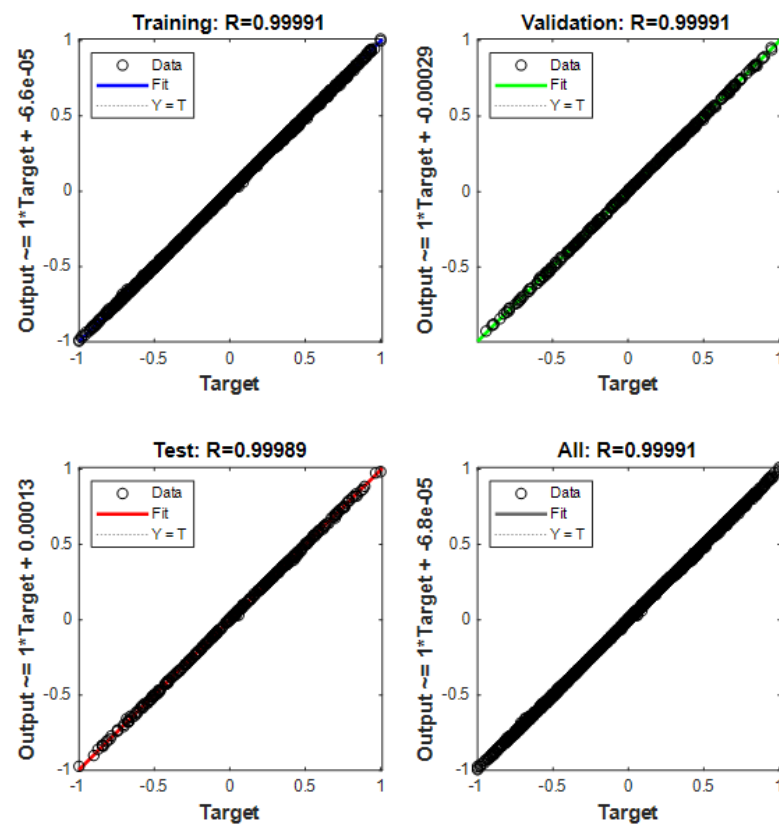 Training: R=0.99991
Output ~= 1*Target + -6.6e-05
1
0.5
0
-0.5
-1
Data
Fit
Y = T
-1 -0.5 0 0.5 1
Target
Validation: R=0.99991
Output ~= 1*Target + -0.00029
1
0.5
0
-0.5
Data
Fit
Y = T
-0.5 0 0.5 1
Target
Test: R=0.99989
Output ~= 1*Target + 0.00013
1
0.5
0
-0.5
-1
Data
Fit
Y = T
-1 -0.5 0 0.5 1
Target
All: R=0.99991
Output ~= 1*Target + -6.8e-05
1
0.5
0
-0.5
-1
Data
Fit
Y = T
-1 -0.5 0 0.5 1
Target